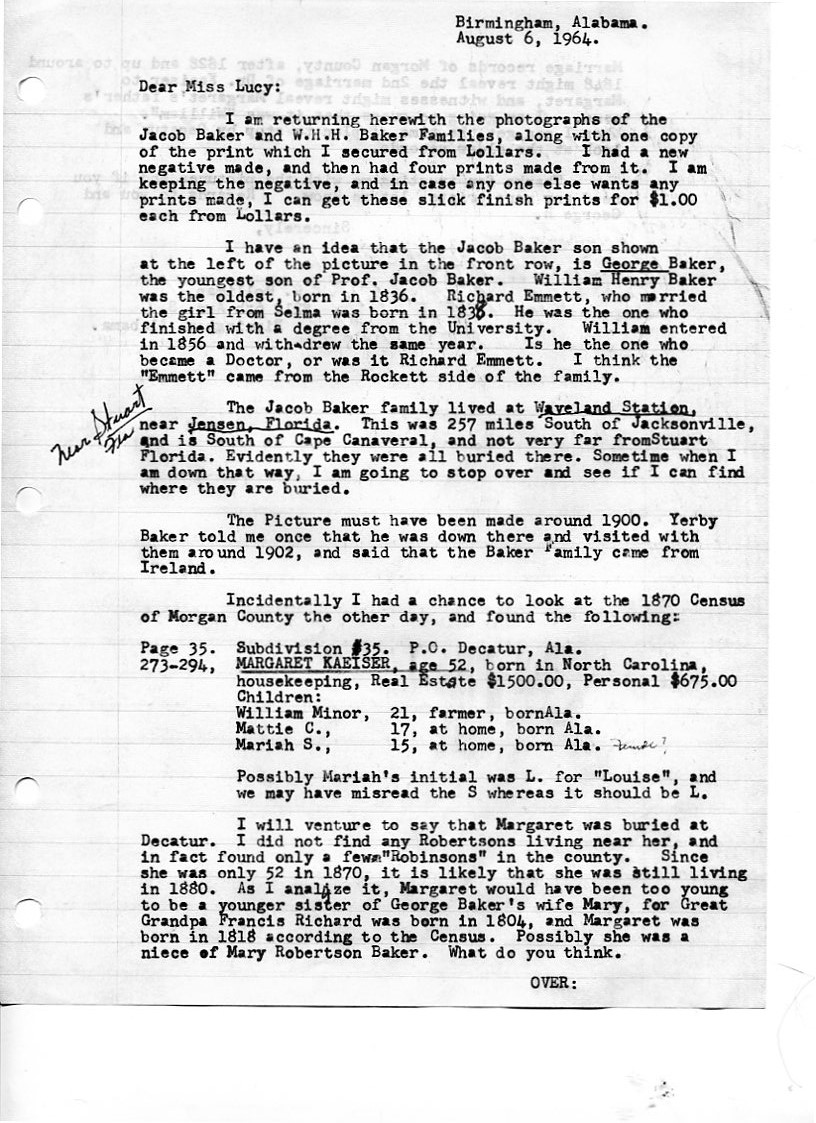 Birmingham, Alabama.
August 6, 1964.
Dear Miss Lucy:
I am returning herewith the photographs of the
Jacob Baker and W.H.H. Baker Families, along with one copy
of the print which I secured from Lollars. I had a new
negative made, and then had four prints made from it. I am
keeping the negative, and in case any one else wants any
prints made, I can get these slick finish prints for $1.00
each from Lollars.
I have an idea that the Jacob Baker son shown
at the left of the picture in the front row, is George Baker,
the youngest son of Prof. Jacob Baker. William Henry Baker
was the oldest, born in 1836. Richard Emmett, who married
the girl from Selma was born in 1838. He was the one who
finished with a degree from the University. William entered
in 1856 and withdrew the same year. Is he the one who
became a Doctor, or was it Richard Emmett. I think the
"Emmett" came from the Rockett side of the family.
Near Stuart
Fla
The Jacob Baker family lived at Waveland Station,
near Jensen, Florida. This was 257 miles South of Jacksonville,
and is South of Cape Canaveral, and not very far fromStuart
Florida. Evidently they were all buried there. Sometime when I
am down that way, I am going to stop over and see if I can find
where they are buried.
The Picture must have been made around 1900. Yerby
Baker told me once that he was down there and visited with
them around 1902, and said that the Baker Family came from
Ireland.
Incidentally I had a chance to look at the 1870 Census
of Morgan County the other day, and found the following:
Page 35. Subdivision #35. P.O. Decatur, Ala.
273-294, MARGARET KAEISER, age 52, born in North Carolina,
housekeeping, Real Estate $1500.00, Personal $675.00
Children:
William Minor, 21, farmer, bornAla.
Mattie C., 17, at home, born Ala.
Mariah S., 15, at home, born Ala.
Possibly Mariah's initial was L. for "Louise", and
we may have misread the S whereas it should be L.
I will venture to say that Margaret was buried at
Decatur. I did not find any Robertsons living near her, and
in fact found only a few "Robinsons" in the county. Since
she was only 52 in 1870, it is likely that she was still living
in 1880. As I analize it, Margaret would have been too young
to be a younger sister of George Baker's wife Mary, for Great
Grandpa Francis Richard was born in 1804, and Margaret was
born in 1818 according to the Census. Possibly she was a
niece of Mary Robertson Baker. What do you think.
OVER: